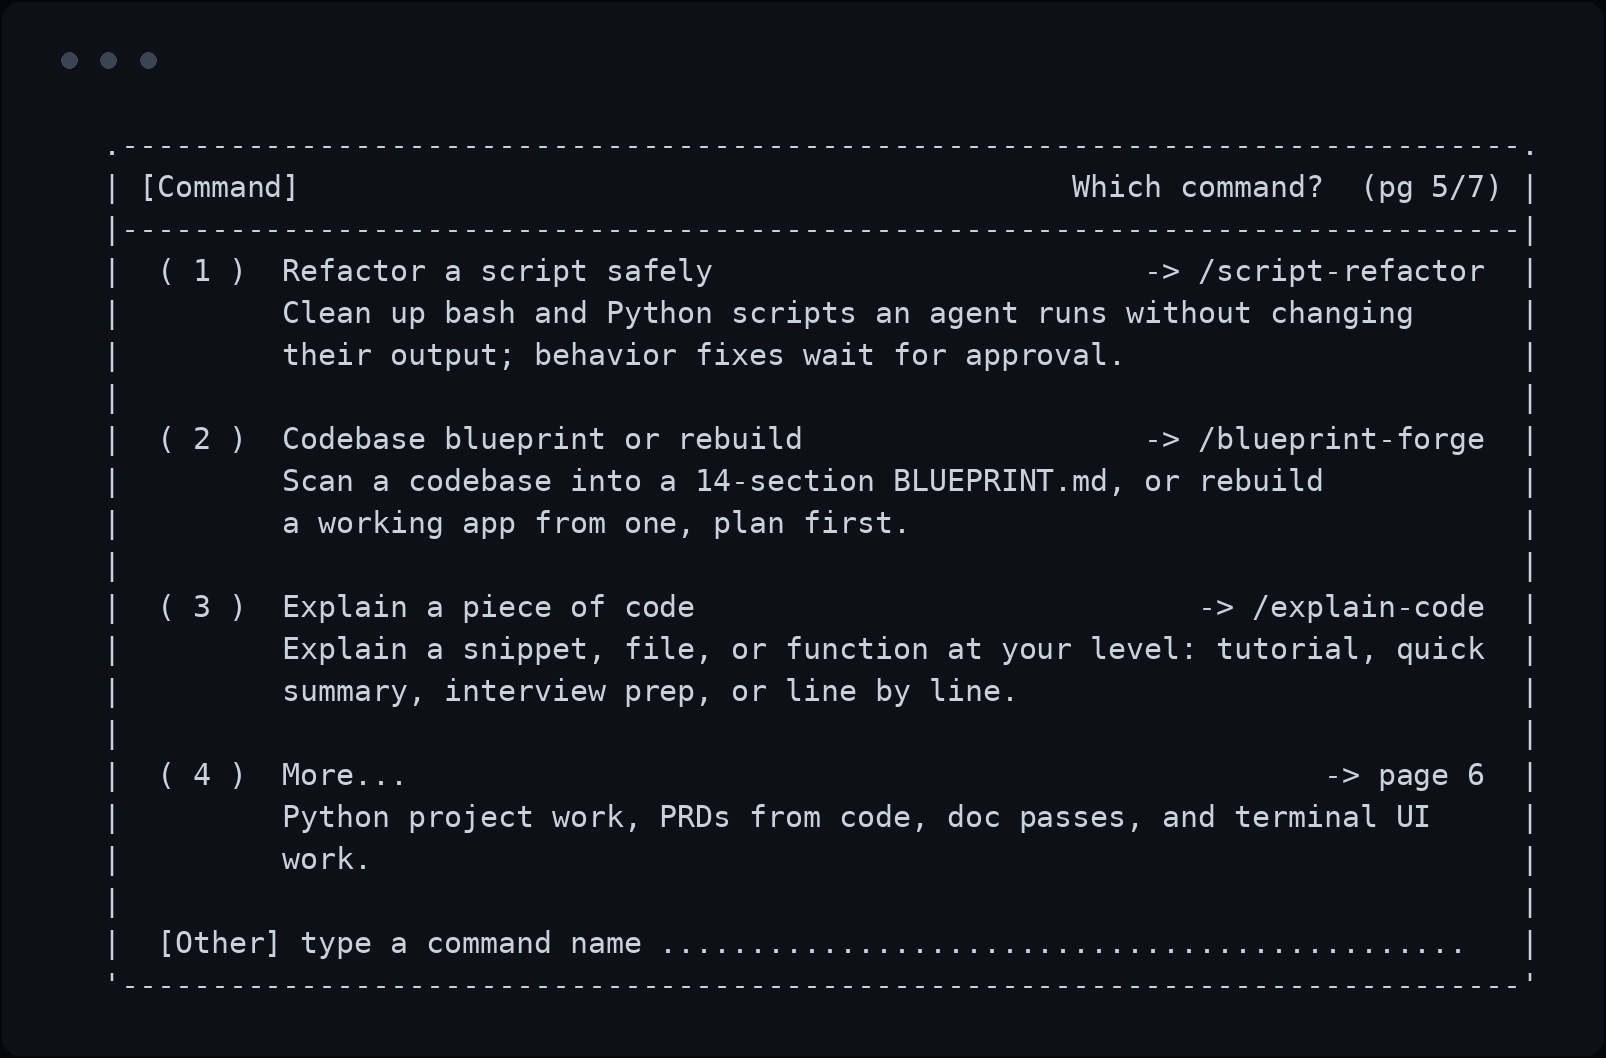 .------------------------------------------------------------------------------.
| [Command]                                           Which command?  (pg 5/7) |
|------------------------------------------------------------------------------|
|  ( 1 )  Refactor a script safely                        -> /script-refactor  |
|         Clean up bash and Python scripts an agent runs without changing      |
|         their output; behavior fixes wait for approval.                      |
|                                                                              |
|  ( 2 )  Codebase blueprint or rebuild                   -> /blueprint-forge  |
|         Scan a codebase into a 14-section BLUEPRINT.md, or rebuild           |
|         a working app from one, plan first.                                  |
|                                                                              |
|  ( 3 )  Explain a piece of code                            -> /explain-code  |
|         Explain a snippet, file, or function at your level: tutorial, quick  |
|         summary, interview prep, or line by line.                            |
|                                                                              |
|  ( 4 )  More...                                                   -> page 6  |
|         Python project work, PRDs from code, doc passes, and terminal UI     |
|         work.                                                                |
|                                                                              |
|  [Other] type a command name .............................................   |
'------------------------------------------------------------------------------'